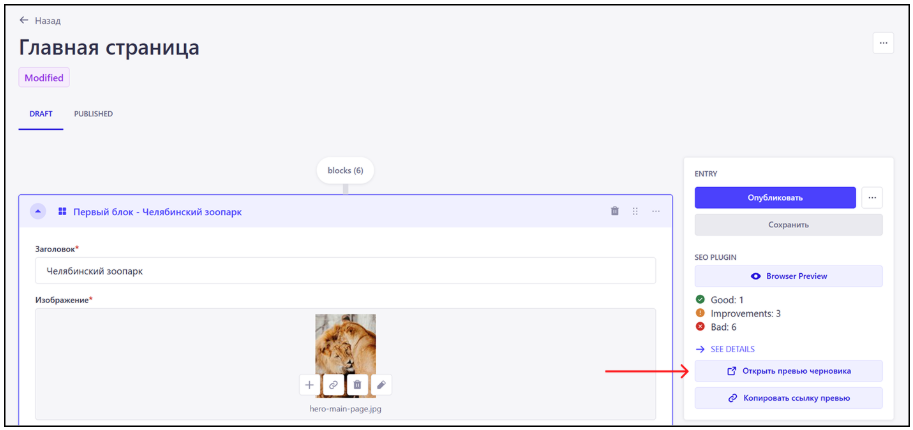 Назад
Главная страница
Modified
DRAFT PUBLISHED
blocks (6)
Первый блок - Челябинский зоопарк
Заголовок*
Челябинский зоопарк
Изображение*
hero-main-page.jpg
ENTRY
Опубликовать
Сохранить
SEO PLUGIN
Browser Preview
Good: 1
Improvements: 3
Bad: 6
SEE DETAILS
Открыть превью черновика
Копировать ссылку превью